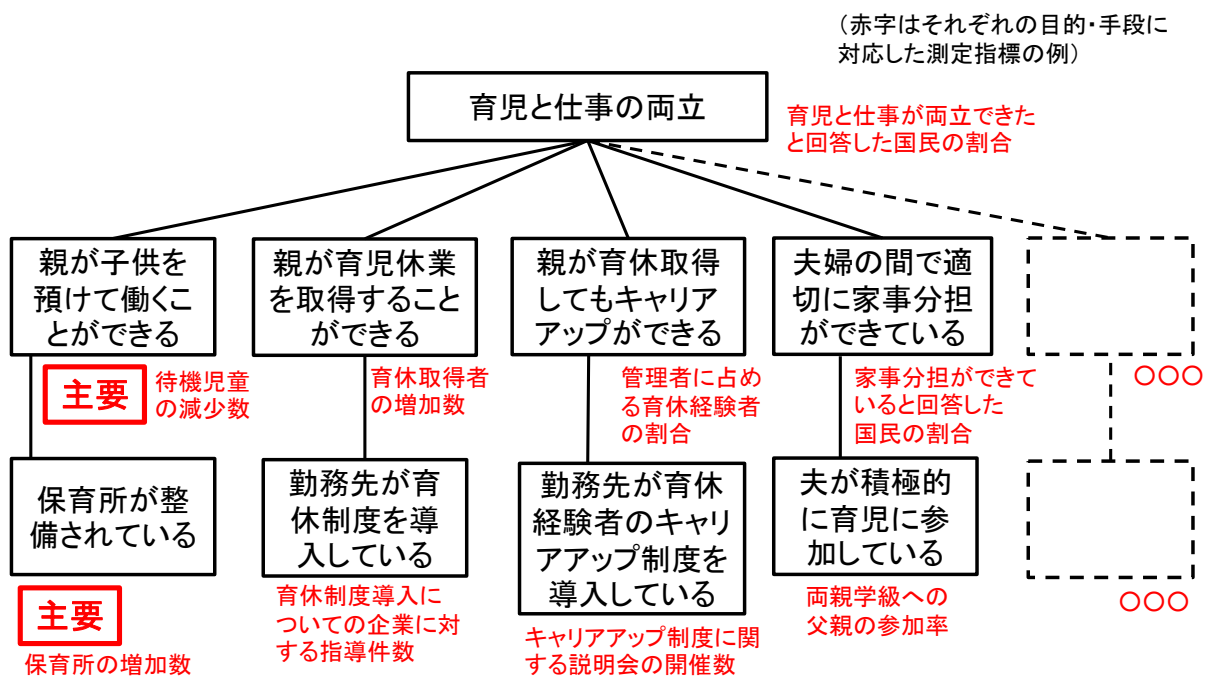 （赤字はそれぞれの目的・手段に
対応した測定指標の例）
育児と仕事の両立
育児と仕事が両立できた
と回答した国民の割合
親が子供を
預けて働くこ
とができる
親が育児休業
を取得すること
ができる
親が育休取得
してもキャリア
アップができる
夫婦の間で適
切に家事分担
ができている
主要
待機児童
の減少数
育休取得者
の増加数
管理者に占め
る育休経験者
の割合
家事分担ができて
いると回答した
国民の割合
○○○
保育所が整
備されている
勤務先が育
休制度を導
入している
勤務先が育休
経験者のキャリ
アアップ制度を
導入している
夫が積極的
に育児に参
加している
主要
保育所の増加数
育休制度導入に
ついての企業に対
する指導件数
キャリアアップ制度に関
する説明会の開催数
両親学級への
父親の参加率
○○○